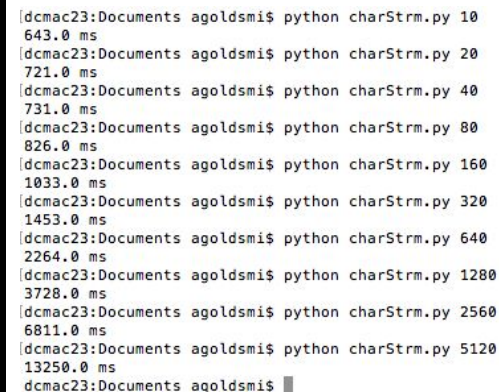 [dcmac23:Documents agoldsmi$ python charStrm.py 10
643.0 ms
[dcmac23:Documents agoldsmi$ python charStrm.py 20
721.0 ms
[dcmac23:Documents agoldsmi$ python charStrm.py 40
731.0 ms
[dcmac23:Documents agoldsmi$ python charStrm.py 80
826.0 ms
[dcmac23:Documents agoldsmi$ python charStrm.py 160
1033.0 ms
[dcmac23:Documents agoldsmi$ python charStrm.py 320
1453.0 ms
[dcmac23:Documents agoldsmi$ python charStrm.py 640
2264.0 ms
[dcmac23:Documents agoldsmi$ python charStrm.py 1280
3728.0 ms
[dcmac23:Documents agoldsmi$ python charStrm.py 2560
6811.0 ms
[dcmac23:Documents agoldsmi$ python charStrm.py 5120
13250.0 ms
dcmac23:Documents agoldsmi$